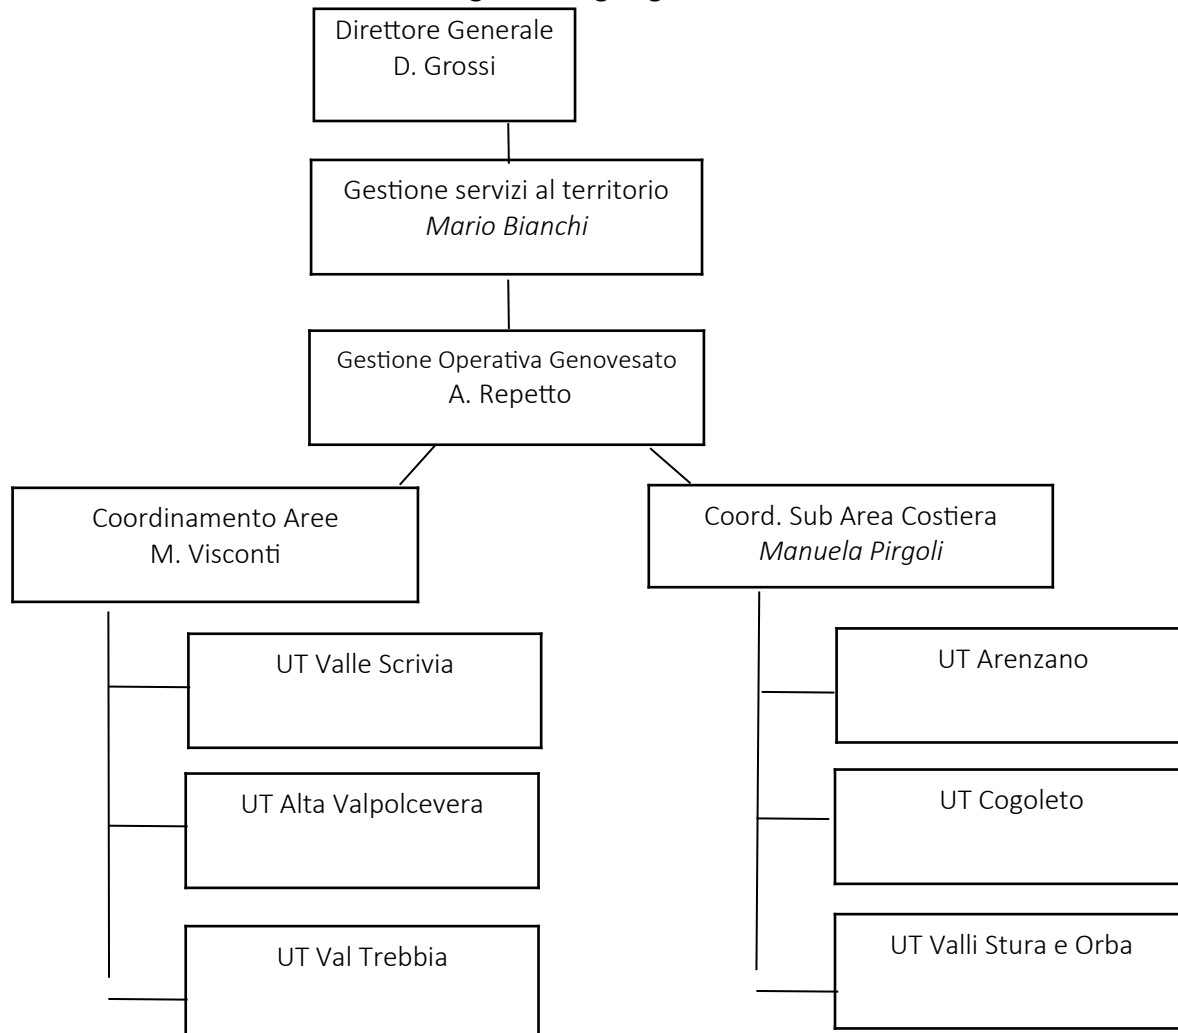 Direttore Generale
D. Grossi
Gestione servizi al territorio
Mario Bianchi
Gestione Operativa Genovesato
A. Repetto
Coordinamento Aree
M. Visconti
Coord. Sub Area Costiera
Manuela Pirgoli
UT Valle Scrivia
UT Arenzano
UT Alta Valpolcevera
UT Cogoleto
UT Val Trebbia
UT Valli Stura e Orba